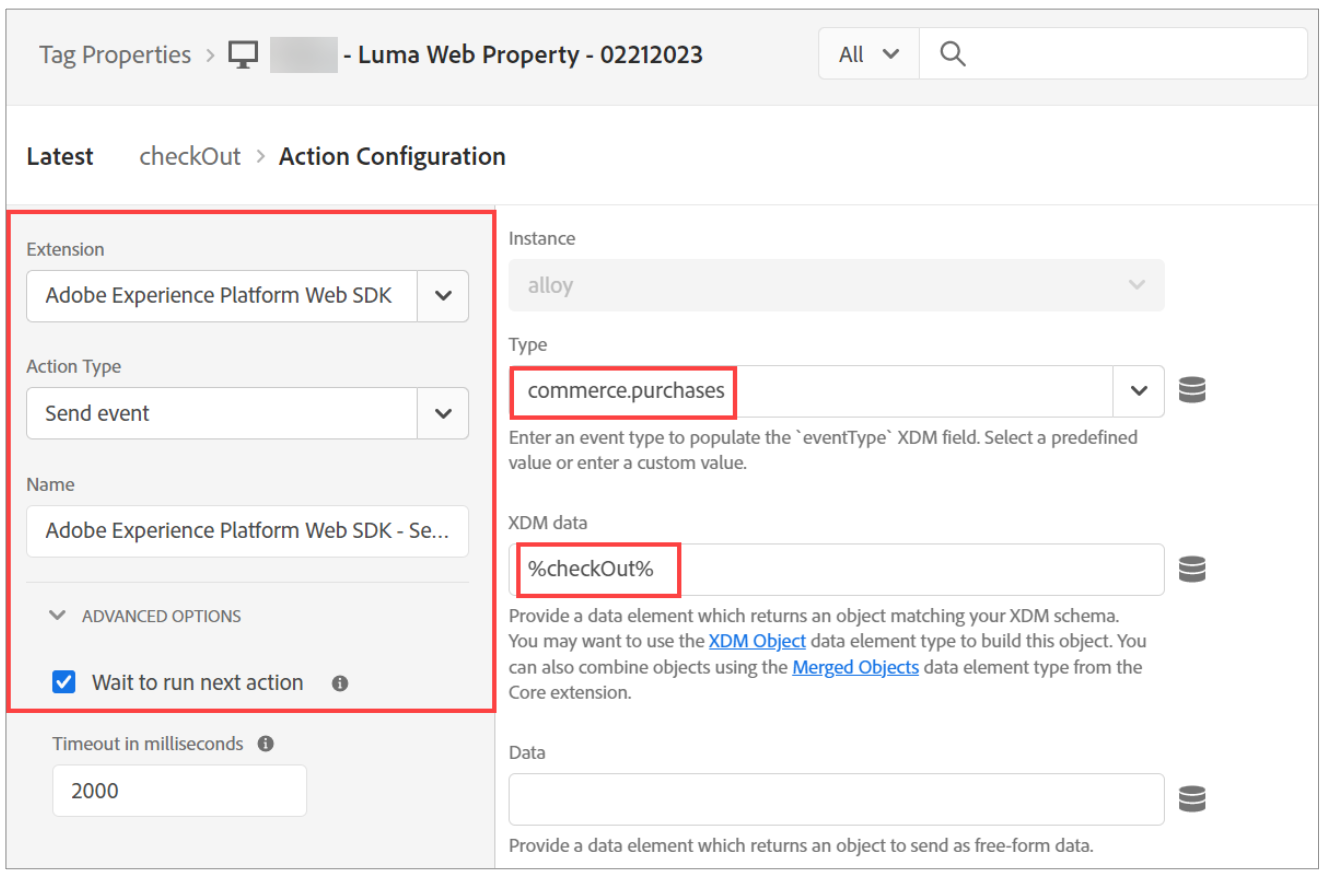 Tag Properties > - Luma Web Property - 02212023
All
Latest checkOut > Action Configuration
Extension
Adobe Experience Platform Web SDK
Action Type
Send event
Name
Adobe Experience Platform Web SDK - Se...
ADVANCED OPTIONS
Wait to run next action
Timeout in milliseconds
2000
Instance
alloy
Type
commerce.purchases
Enter an event type to populate the `eventType` XDM field. Select a predefined
value or enter a custom value.
XDM data
%checkOut%
Provide a data element which returns an object matching your XDM schema.
You may want to use the XDM Object data element type to build this object. You
can also combine objects using the Merged Objects data element type from the
Core extension.
Data
Provide a data element which returns an object to send as free-form data.